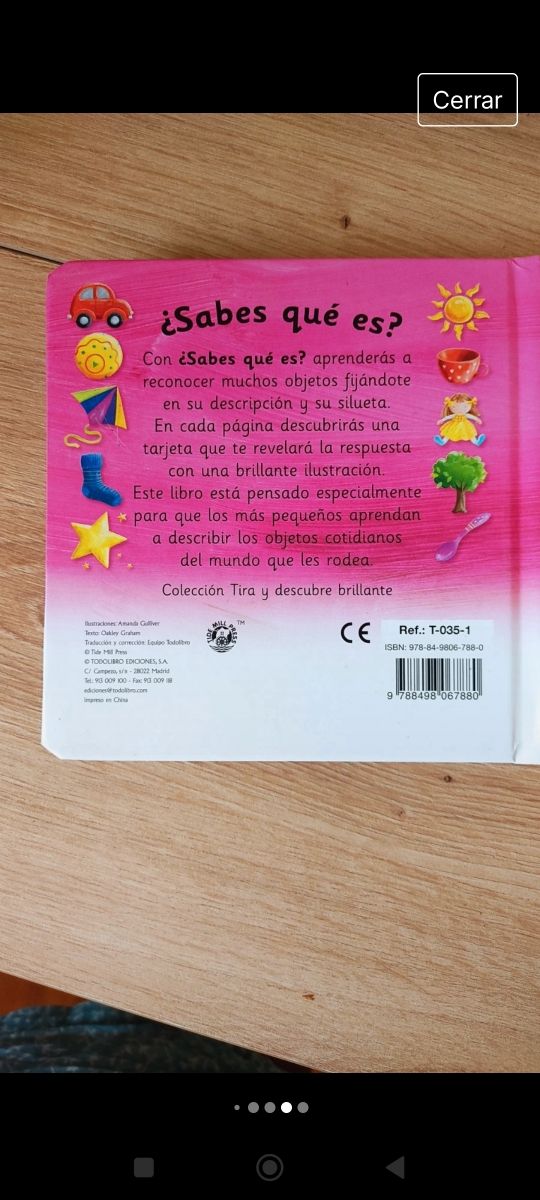 Cerrar
¿Sabes qué es?
Con ¿Sabes qué es? aprenderás a
reconocer muchos objetos fijándote
en su descripción y su silueta.
En cada página descubrirás una
tarjeta que te revelará la respuesta
con una brillante ilustración.
Este libro está pensado especialmente
para que los más pequeños aprendan
a describir los objetos cotidianos
del mundo que les rodea.
Colección Tira y descubre brillante
Ilustraciones: Amanda Gulliver
Texto: Oakley Graham
Traducción y corrección: Equipo Todolibro
© Tide Mill Press
© TODOLIBRO EDICIONES, S.A.
C/ Campezo, s/n - 28022 Madrid
Tel.: 913 009 100 - Fax: 913 009 118
ediciones@todolibro.com
Impreso en China
TIDE MILL PRESS
TM
CE
Ref.: T-035-1
ISBN: 978-84-9806-788-0
9 788498 067880